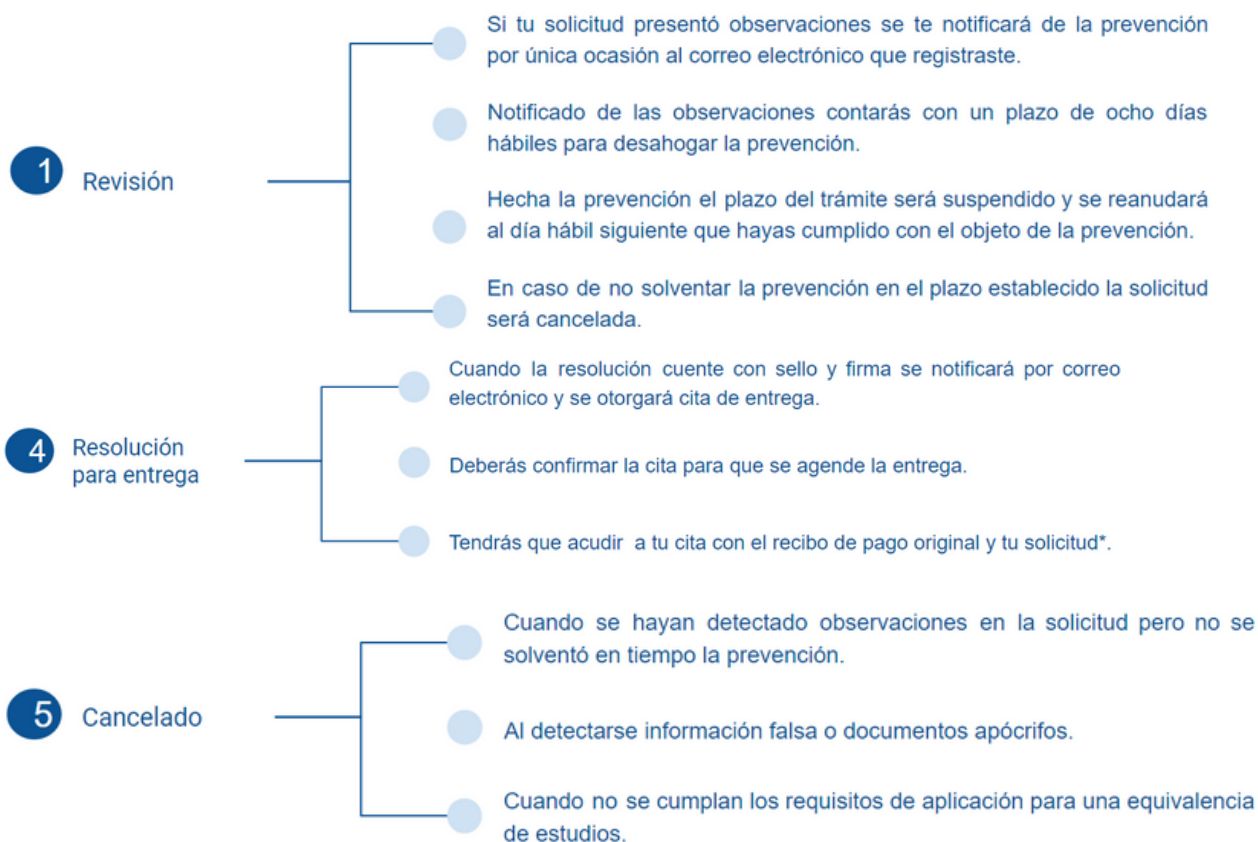 Si tu solicitud presentó observaciones se te notificará de la prevención
por única ocasión al correo electrónico que registraste.
Notificado de las observaciones contarás con un plazo de ocho días
hábiles para desahogar la prevención.
1
Revisión
Hecha la prevención el plazo del trámite será suspendido y se reanudará
al día hábil siguiente que hayas cumplido con el objeto de la prevención.
En caso de no solventar la prevención en el plazo establecido la solicitud
será cancelada.
Cuando la resolución cuente con sello y firma se notificará por correo
electrónico y se otorgará cita de entrega.
4
Resolución
para entrega
Deberás confirmar la cita para que se agende la entrega.
Tendrás que acudir a tu cita con el recibo de pago original y tu solicitud*.
Cuando se hayan detectado observaciones en la solicitud pero no se
solventó en tiempo la prevención.
5
Cancelado
Al detectarse información falsa o documentos apócrifos.
Cuando no se cumplan los requisitos de aplicación para una equivalencia
de estudios.